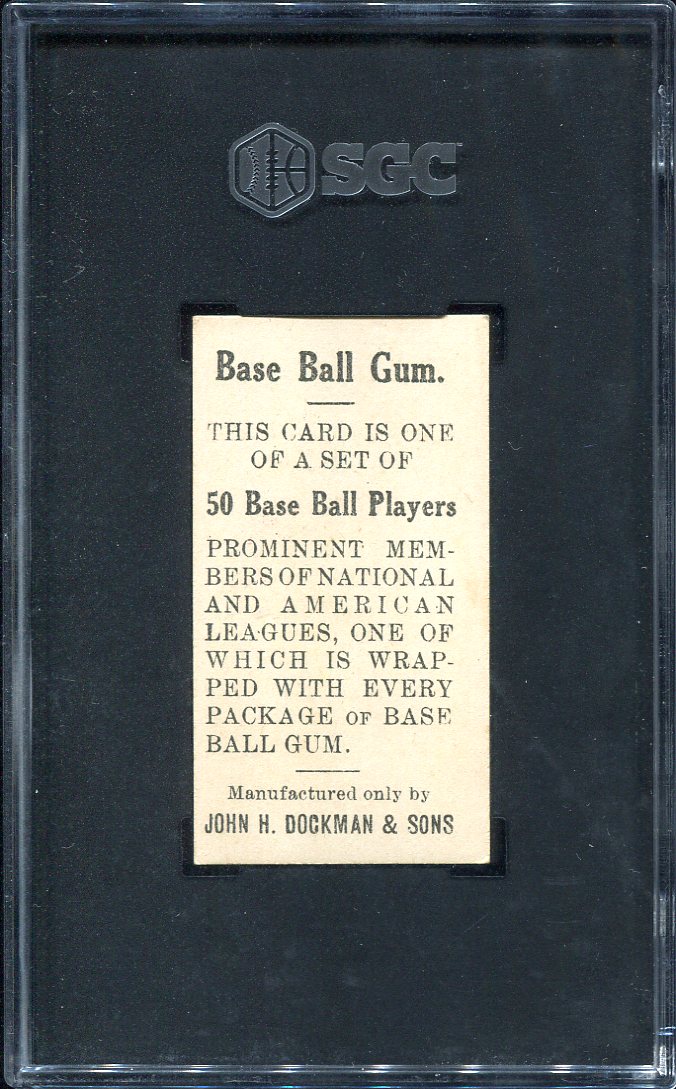 SGC
Base Ball Gum.
THIS CARD IS ONE
OF A SET OF
50 Base Ball Players
PROMINENT MEM-
BERS OF NATIONAL
AND AMERICAN
LEAGUES, ONE OF
WHICH IS WRAP-
PED WITH EVERY
PACKAGE OF BASE
BALL GUM.
Manufactured only by
JOHN H. DOCKMAN & SONS